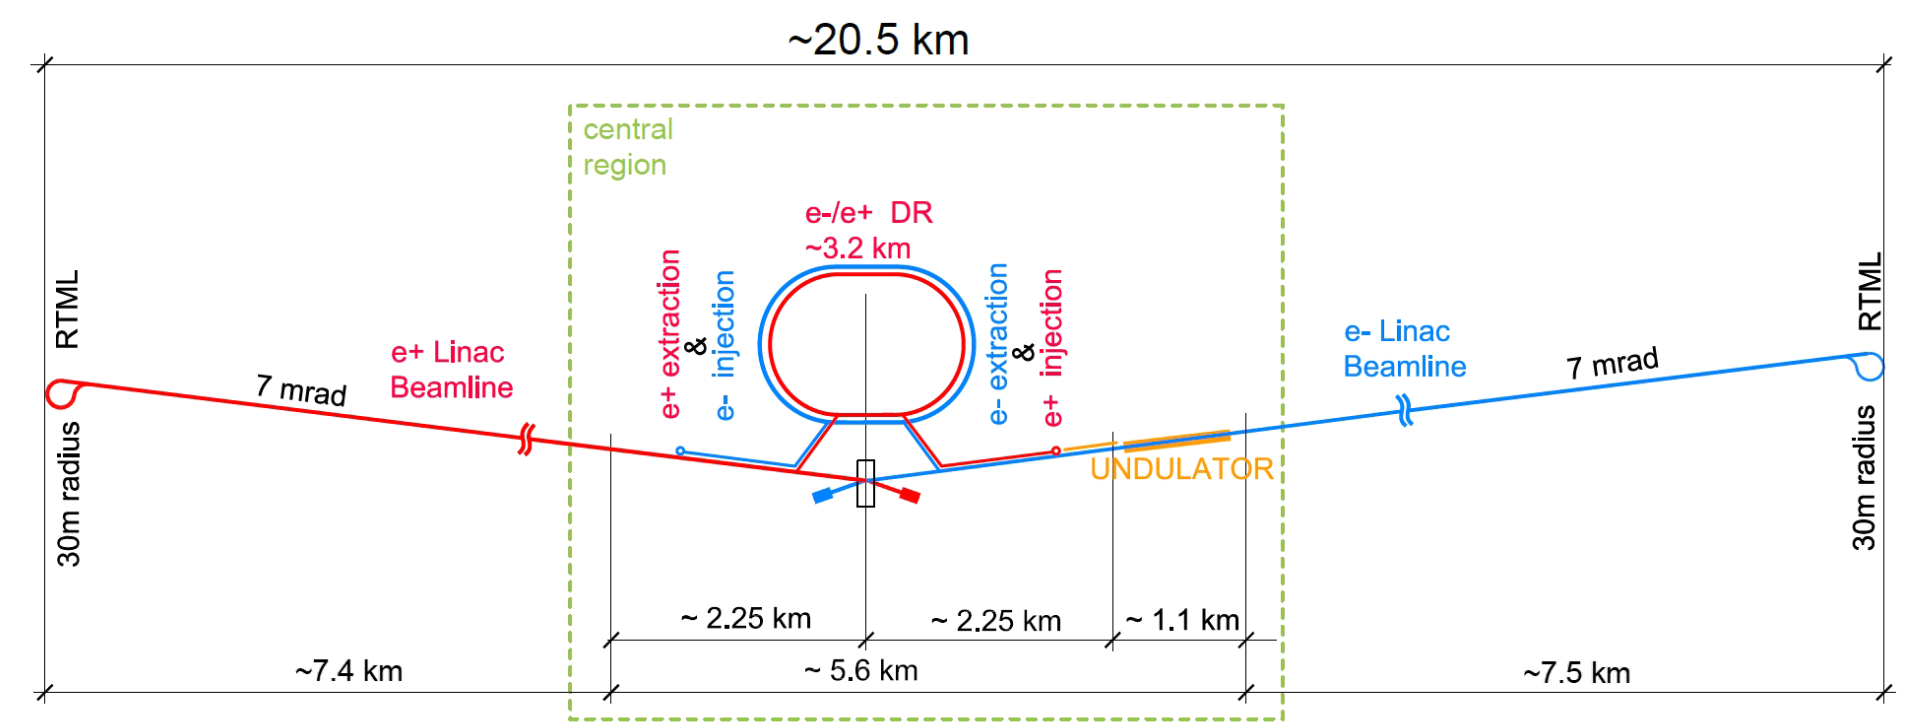 ~20.5 km
central
region
e-/e+ DR
~3.2 km
e+ extraction
&
e- injection
e- extraction
&
e+ injection
RTML
30m radius
7 mrad
e+ Linac
Beamline
e- Linac
Beamline
7 mrad
RTML
30m radius
UNDULATOR
~ 2.25 km
~ 2.25 km
~ 1.1 km
~7.4 km
~ 5.6 km
~7.5 km